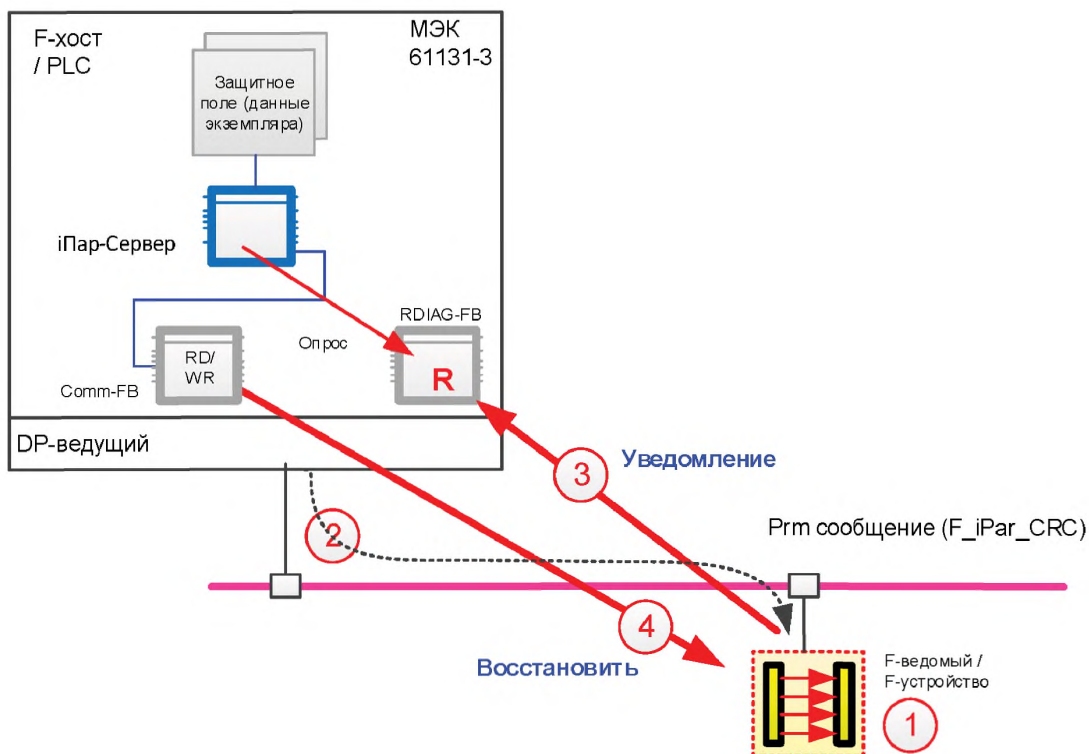 F-хост
/ PLC
МЭК
61131-3
Защитное
поле (данные
экземпляра)
iПар-Сервер
RDIAG-FB
Опрос
RD/
WR
R
Comm-FB
DP-ведущий
3
Уведомление
2
Prm сообщение (F_iPar_CRC)
4
Восстановить
F-ведомый /
F-устройство
1